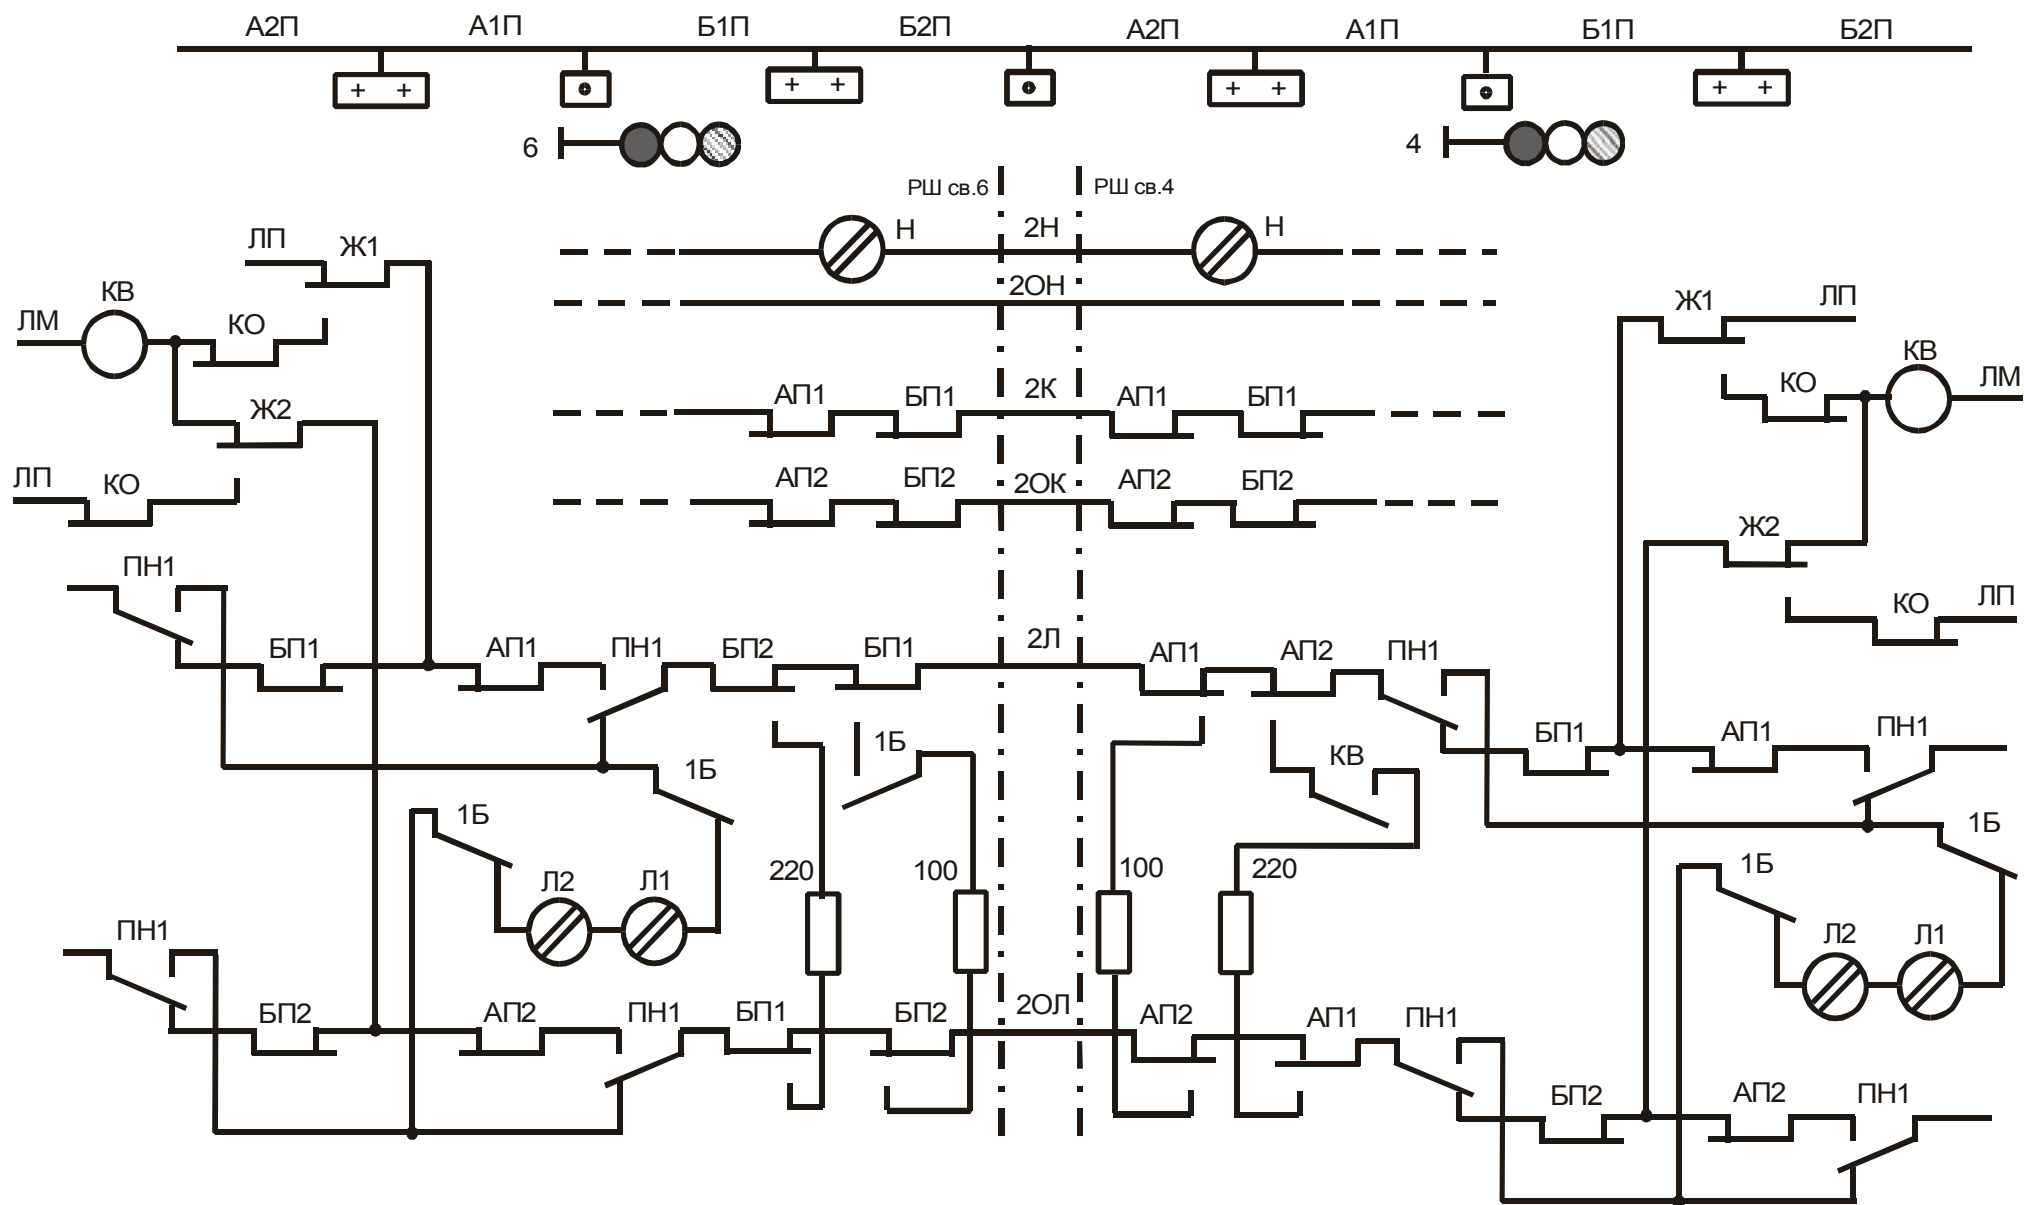 А2П А1П Б1П Б2П А2П А1П Б1П Б2П
+ + + + + + + +
6 4
РШ св.6 РШ св.4
ЛП Ж1 Н 2Н Н
КВ 2ОН Ж1 ЛП
ЛМ КО КВ
Ж2 АП1 БП1 2К АП1 БП1 КО ЛМ
ЛП КО АП2 БП2 2ОК АП2 БП2
Ж2
ПН1 КО ЛП
БП1 АП1 ПН1 БП2 БП1 2Л АП1 АП2 ПН1
1Б КВ БП1 АП1 ПН1
1Б
1Б 1Б
Л2 Л1 220 100 100 220 1Б
ПН1 Л2 Л1
БП2 АП2 ПН1 БП1 БП2 2ОЛ АП2 АП1 ПН1
БП2 АП2 ПН1